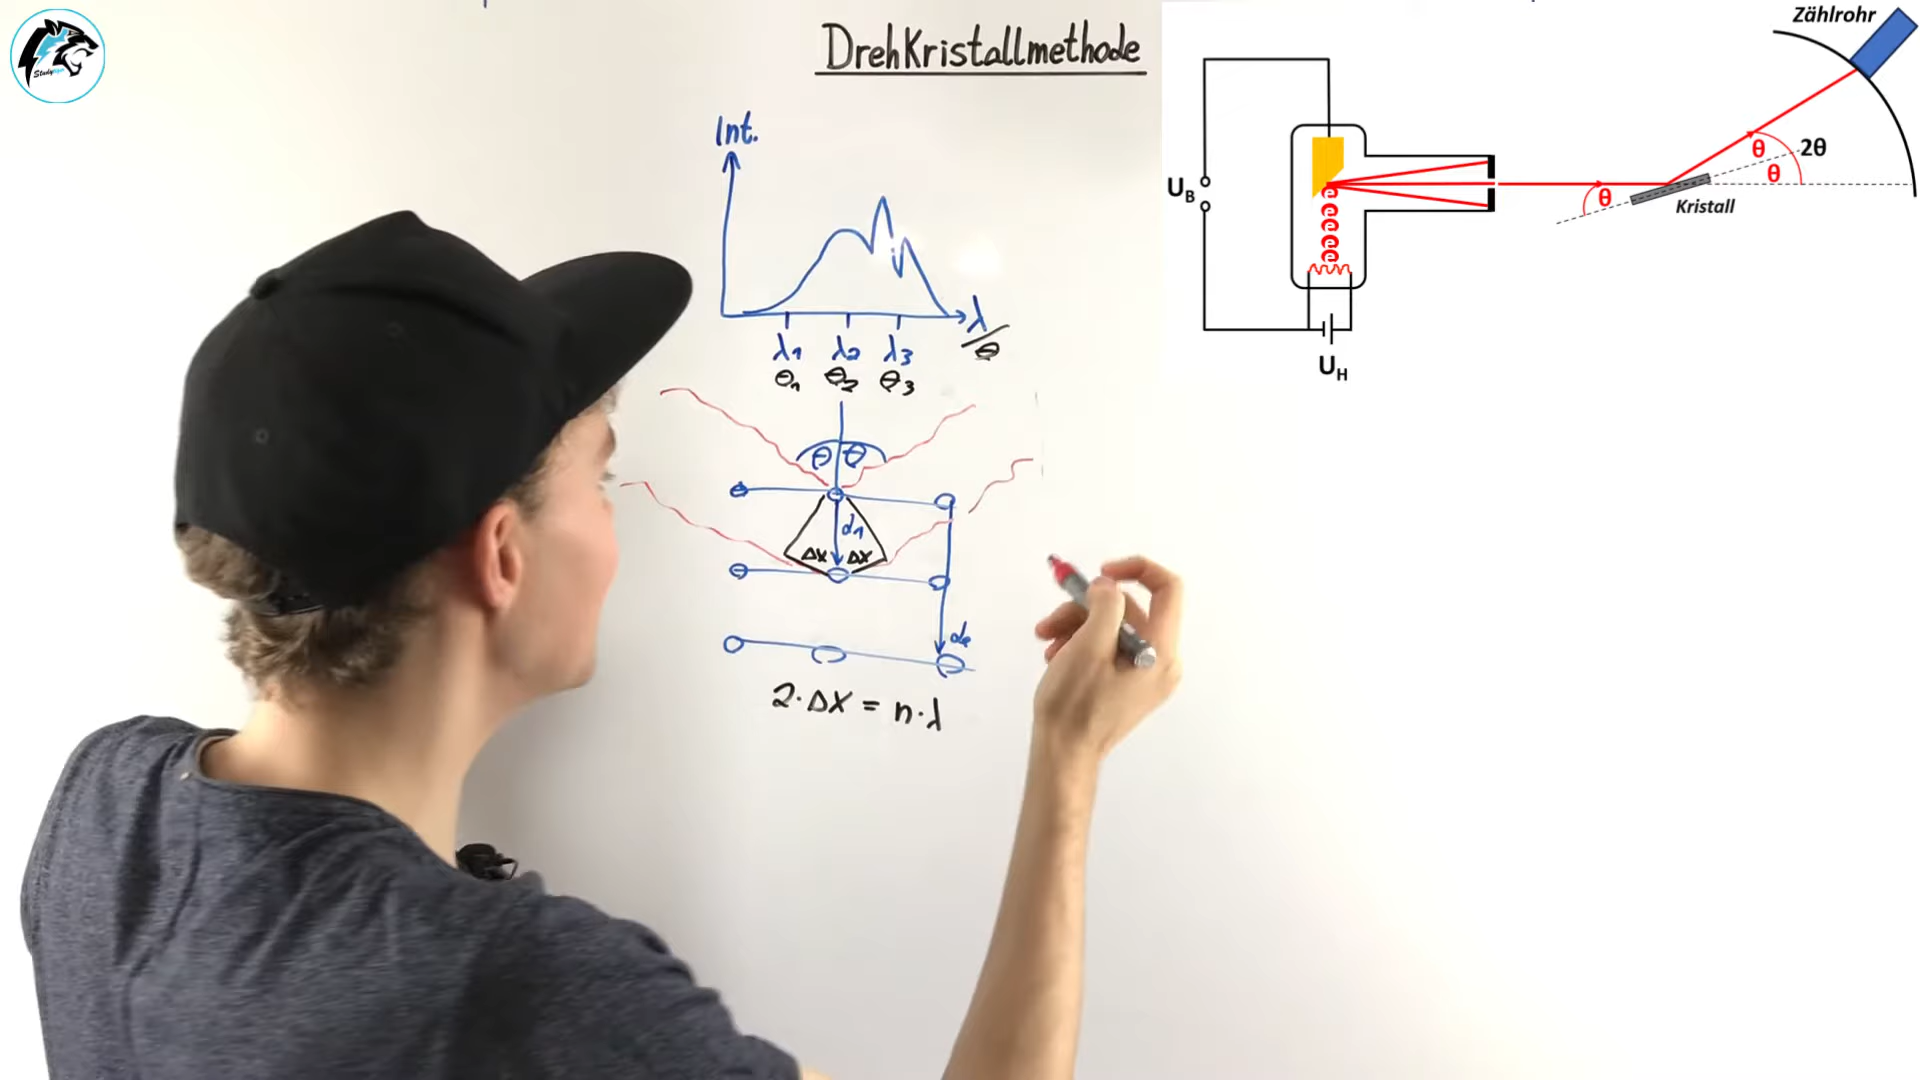 Studytiger
DrehKristallmethode
Int.
λ/θ
λ1 λ2 λ3
θ1 θ2 θ3
θ θ
d1
Δx Δx
d2
2·Δx = n·λ
Zählrohr
θ 2θ
θ
θ
Kristall
UB
e
e
e
e
e
UH